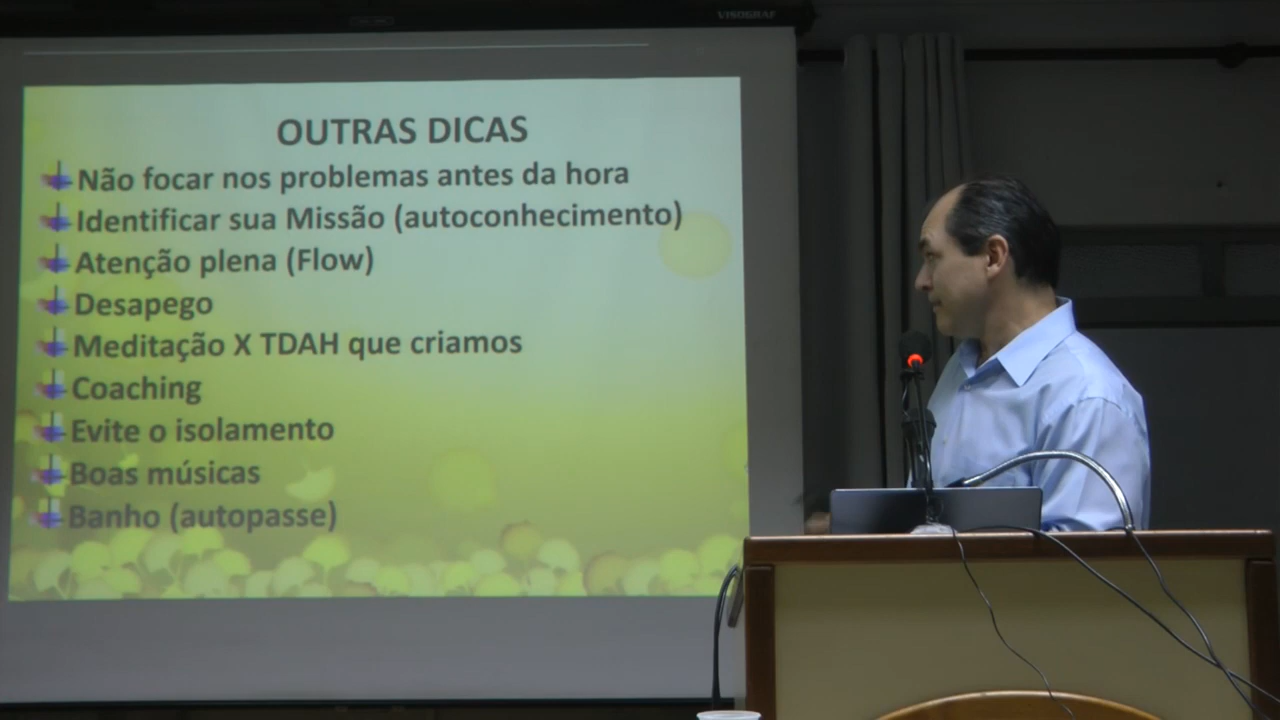 VISOGRAF
OUTRAS DICAS
Não focar nos problemas antes da hora
Identificar sua Missão (autoconhecimento)
Atenção plena (Flow)
Desapego
Meditação X TDAH que criamos
Coaching
Evite o isolamento
Boas músicas
Banho (autopasse)